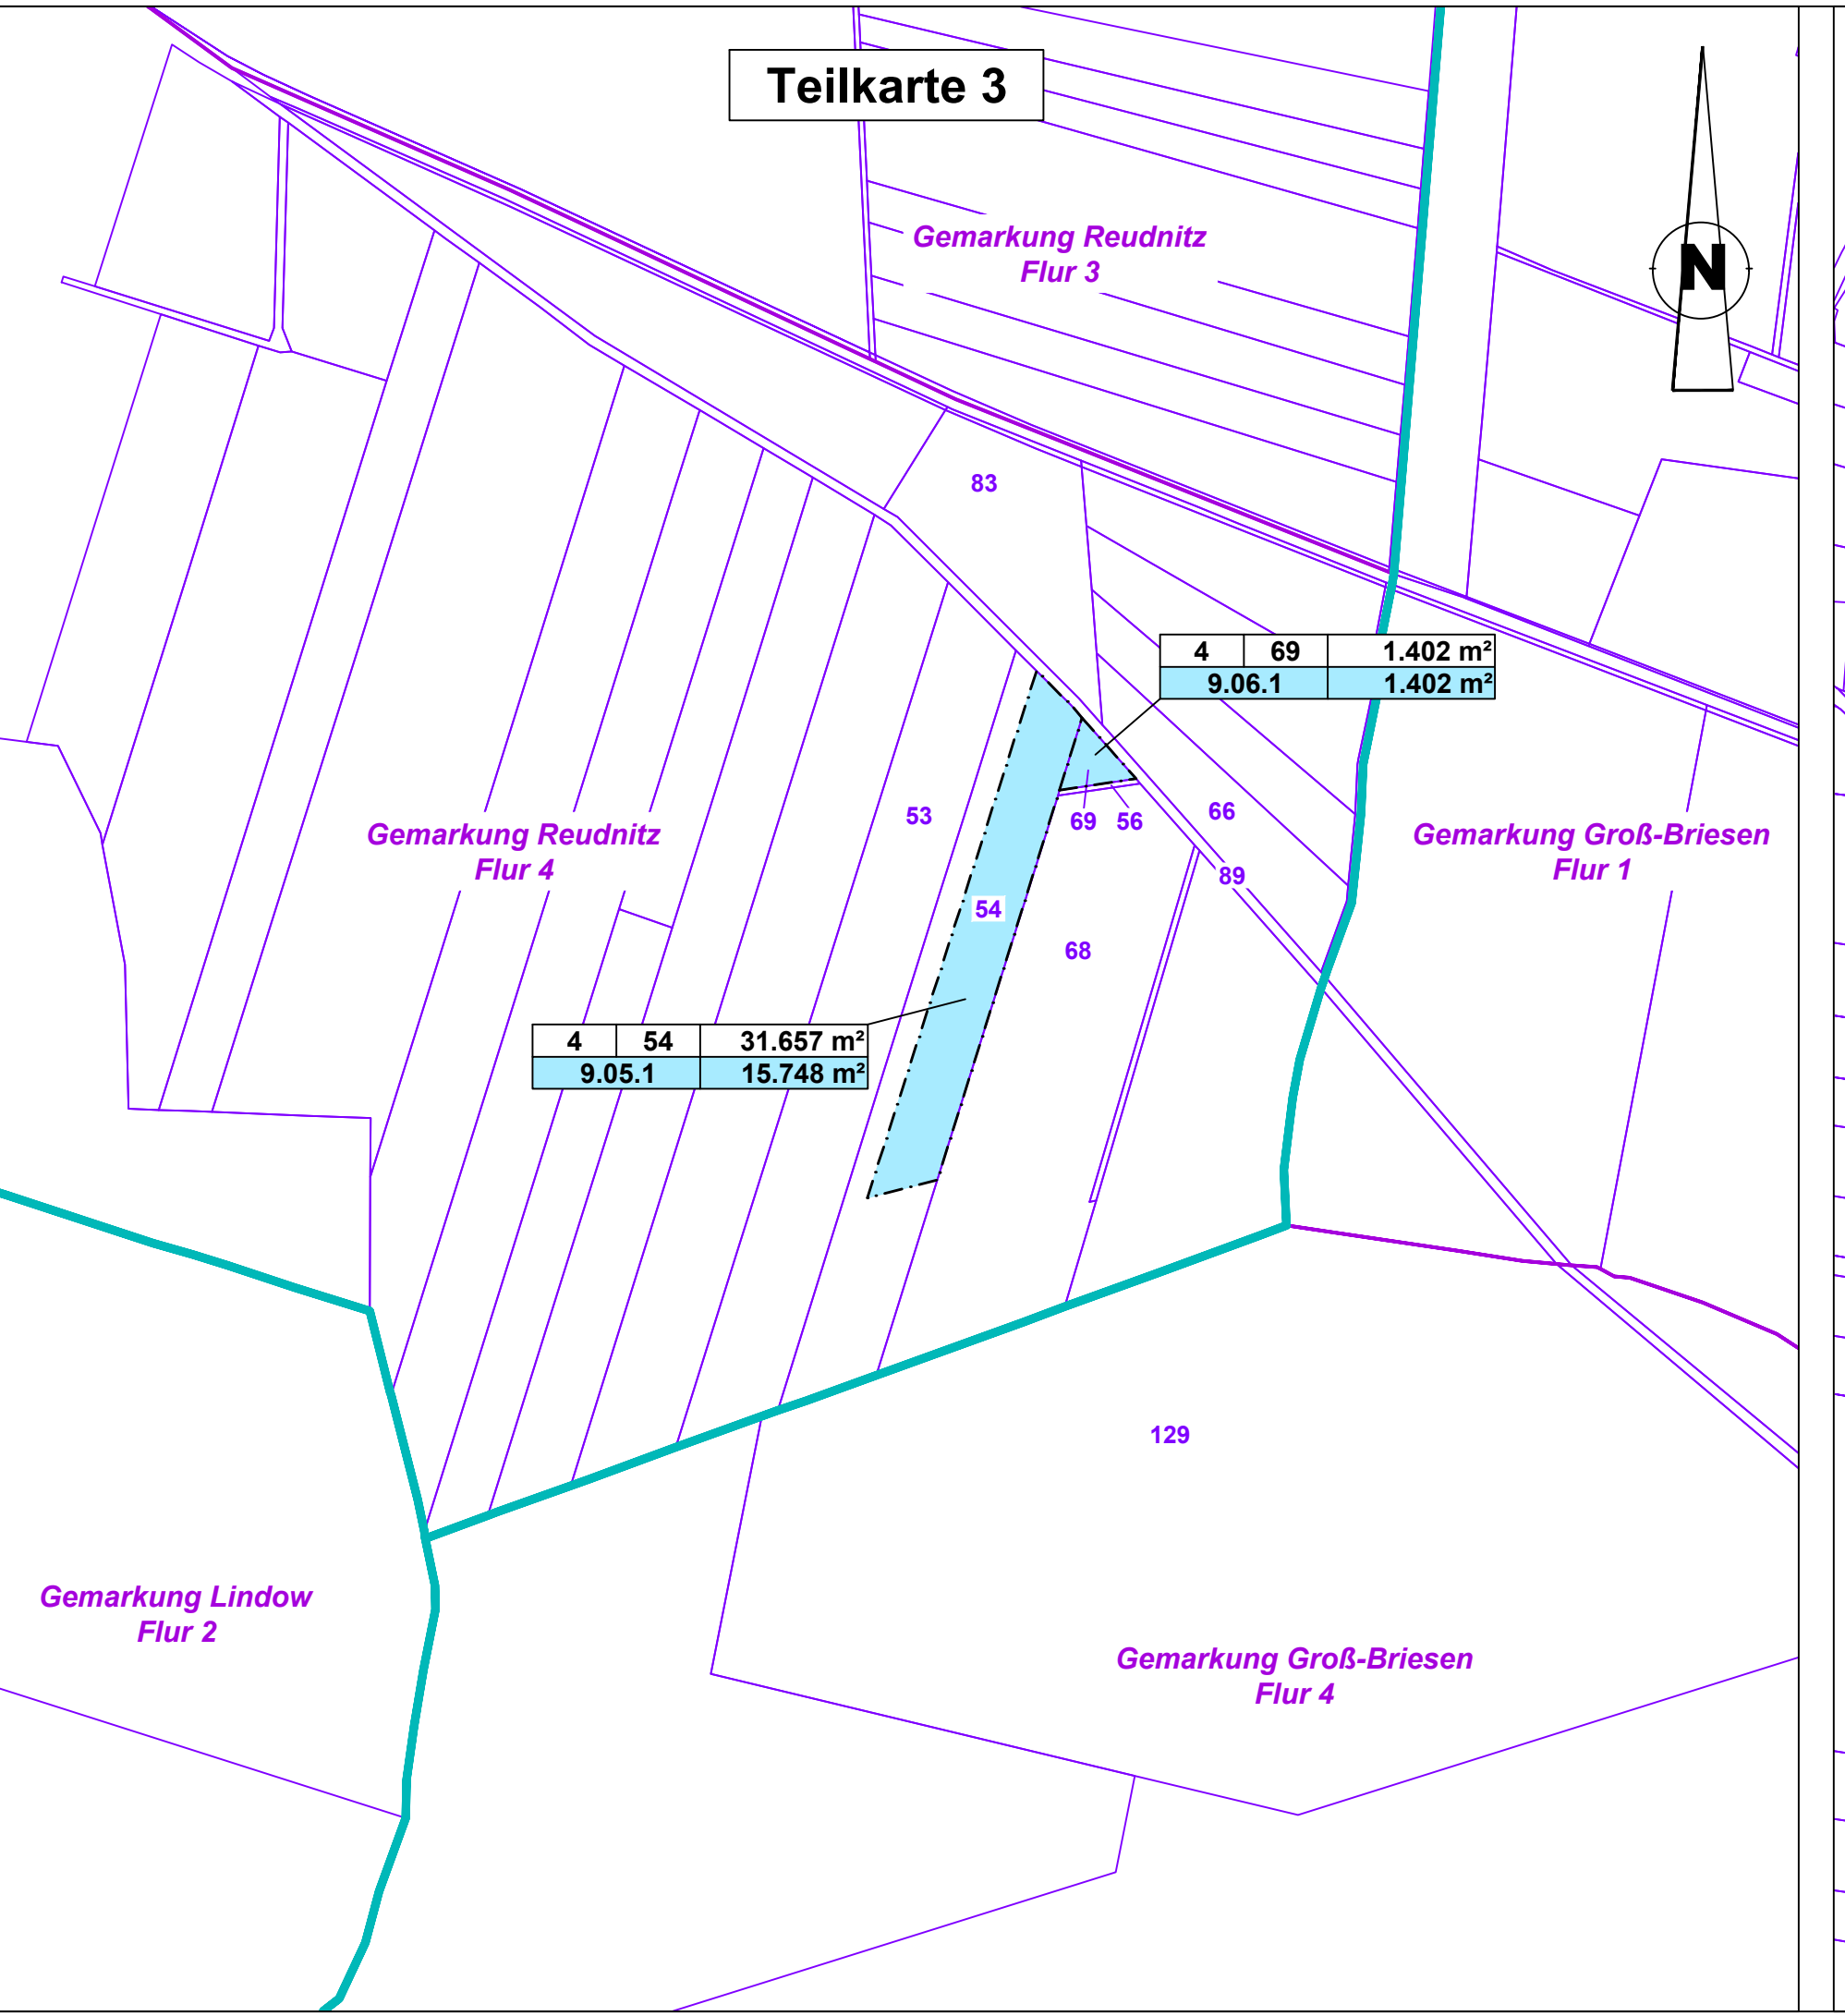 Teilkarte 3
N
Gemarkung Reudnitz
Flur 3
83
4 69 1.402 m²
9.06.1 1.402 m²
53
69
56
66
Gemarkung Reudnitz
Flur 4
Gemarkung Groß-Briesen
Flur 1
89
54
68
4 54 31.657 m²
9.05.1 15.748 m²
129
Gemarkung Lindow
Flur 2
Gemarkung Groß-Briesen
Flur 4